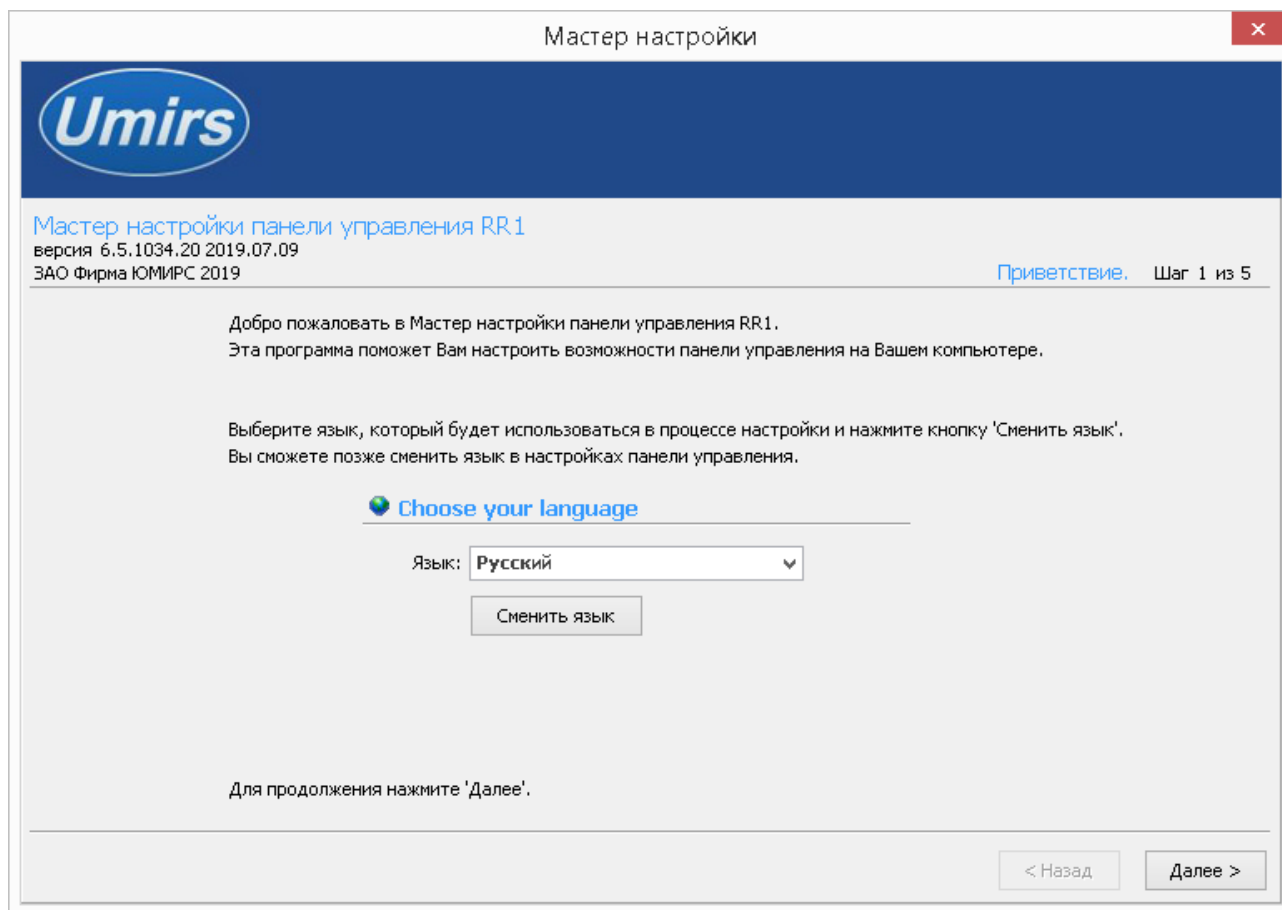 Мастер настройки
Umirs
Мастер настройки панели управления RR1
версия 6.5.1034.20 2019.07.09
ЗАО Фирма ЮМИРС 2019
Приветствие. Шаг 1 из 5
Добро пожаловать в Мастер настройки панели управления RR1.
Эта программа поможет Вам настроить возможности панели управления на Вашем компьютере.
Выберите язык, который будет использоваться в процессе настройки и нажмите кнопку 'Сменить язык'.
Вы сможете позже сменить язык в настройках панели управления.
Choose your language
Язык: Русский
Сменить язык
Для продолжения нажмите 'Далее'.
< Назад Далее >